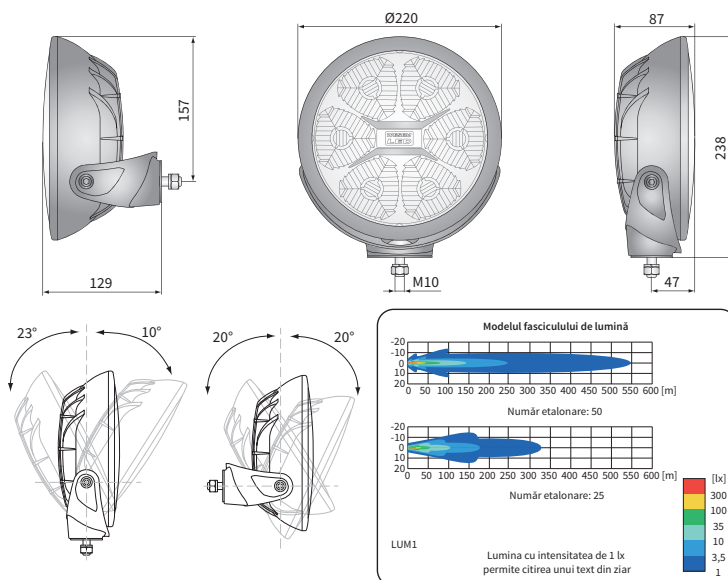 Ø220
87
157
238
129
M10
47
23°
10°
20°
20°
Modelul fasciculului de lumină
-20
-10
0
10
20
0 50 100 150 200 250 300 350 400 450 500 550 600 [m]
Număr etalonare: 50
-20
-10
0
10
20
0 50 100 150 200 250 300 350 400 450 500 550 600 [m]
Număr etalonare: 25
[lx]
300
100
35
10
3,5
1
LUM1
Lumina cu intensitatea de 1 lx
permite citirea unui text din ziar
LED